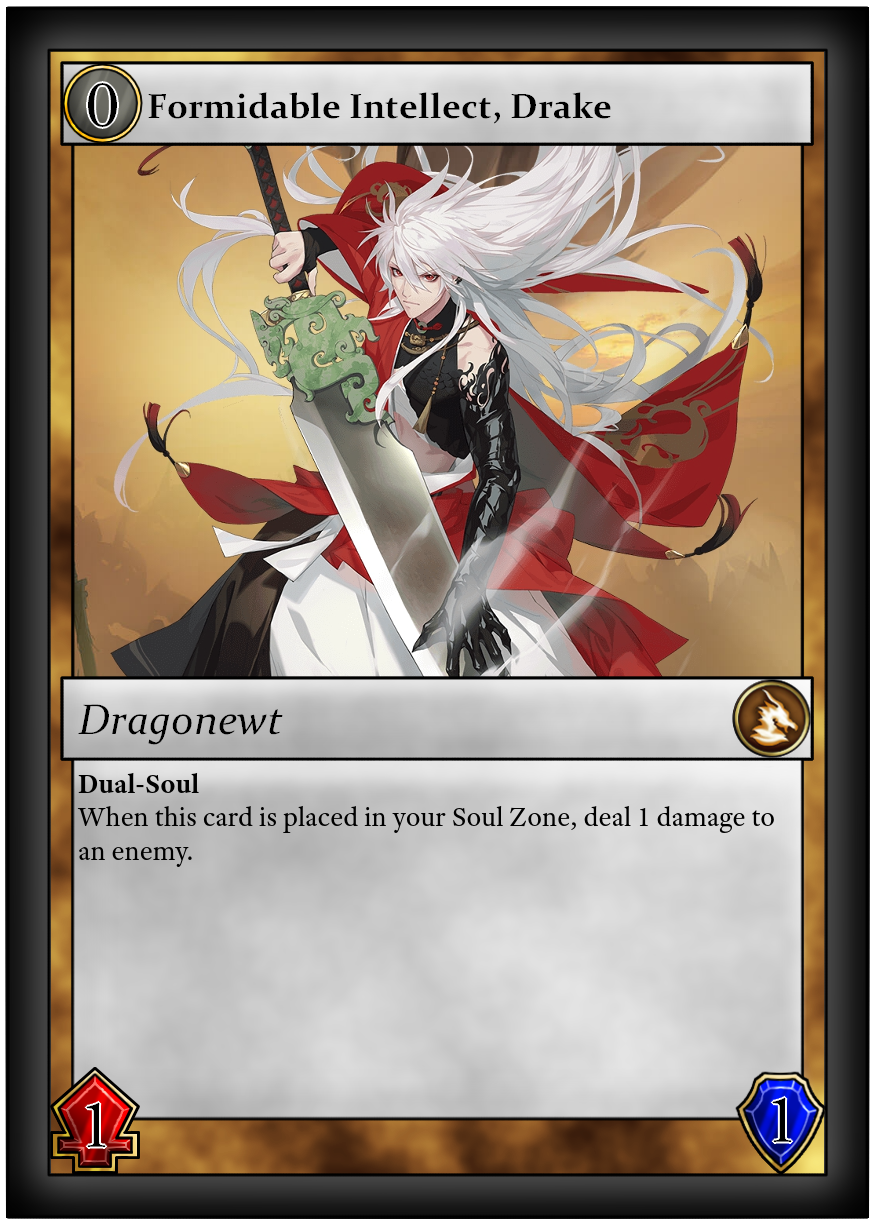 0 Formidable Intellect, Drake
Dragonewt
Dual-Soul
When this card is placed in your Soul Zone, deal 1 damage to
an enemy.
1 1